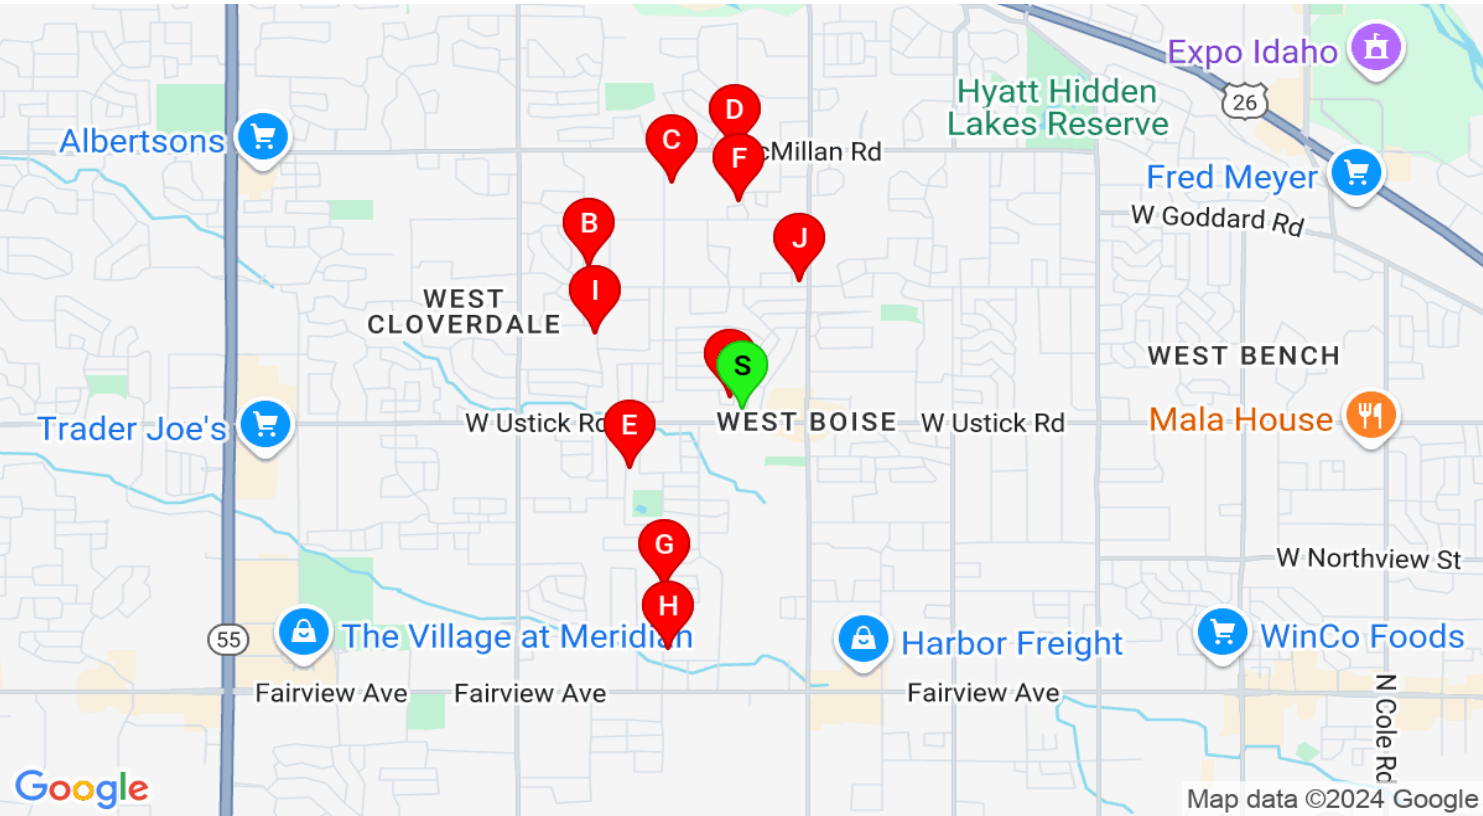 Expo Idaho
26
Hyatt Hidden
Lakes Reserve
D
C
Albertsons
F
cMillan Rd
Fred Meyer
W Goddard Rd
B
J
I
WEST
CLOVERDALE
WEST BENCH
S
Trader Joe's
W Ustick Rd
E
WEST BOISE
W Ustick Rd
Mala House
G
W Northview St
H
55
The Village at Meridian
Harbor Freight
WinCo Foods
Fairview Ave
Fairview Ave
Fairview Ave
N Cole Rd
Google
Map data ©2024 Google